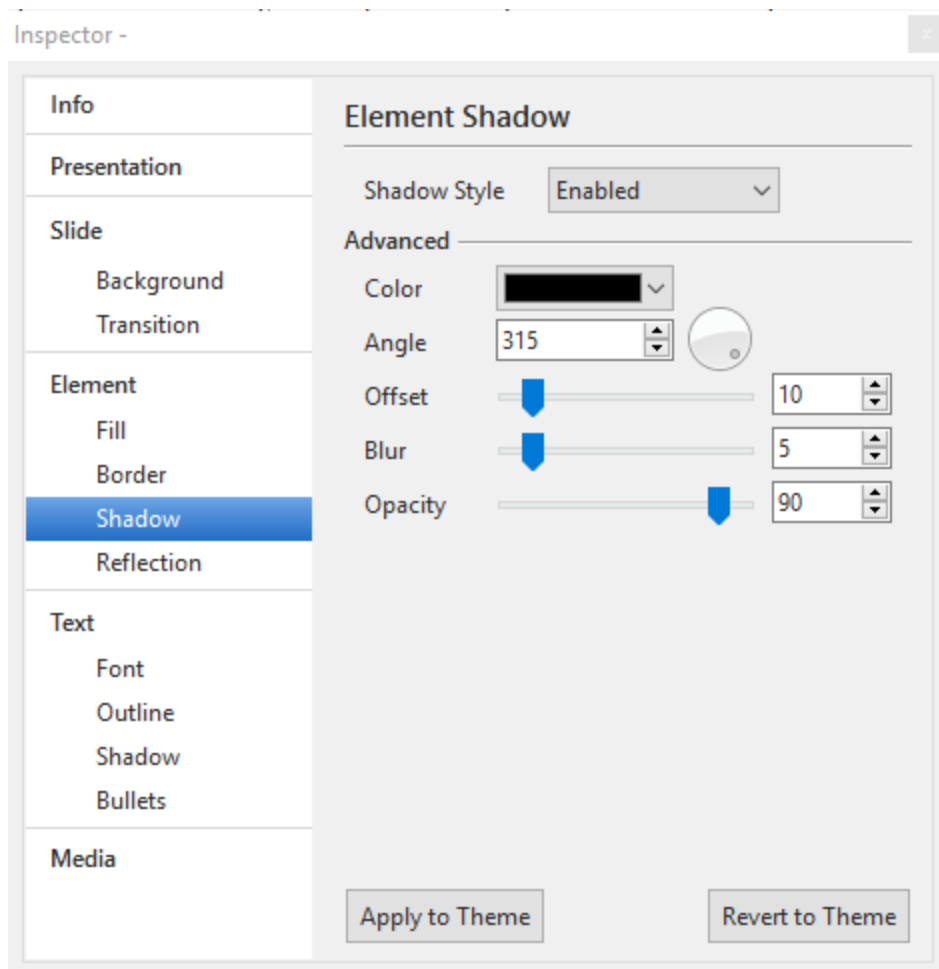 Inspector -
x
Info
Presentation
Slide
Background
Transition
Element
Fill
Border
Shadow
Reflection
Text
Font
Outline
Shadow
Bullets
Media
Element Shadow
Shadow Style Enabled
Advanced
Color
Angle 315
Offset 10
Blur 5
Opacity 90
Apply to Theme Revert to Theme